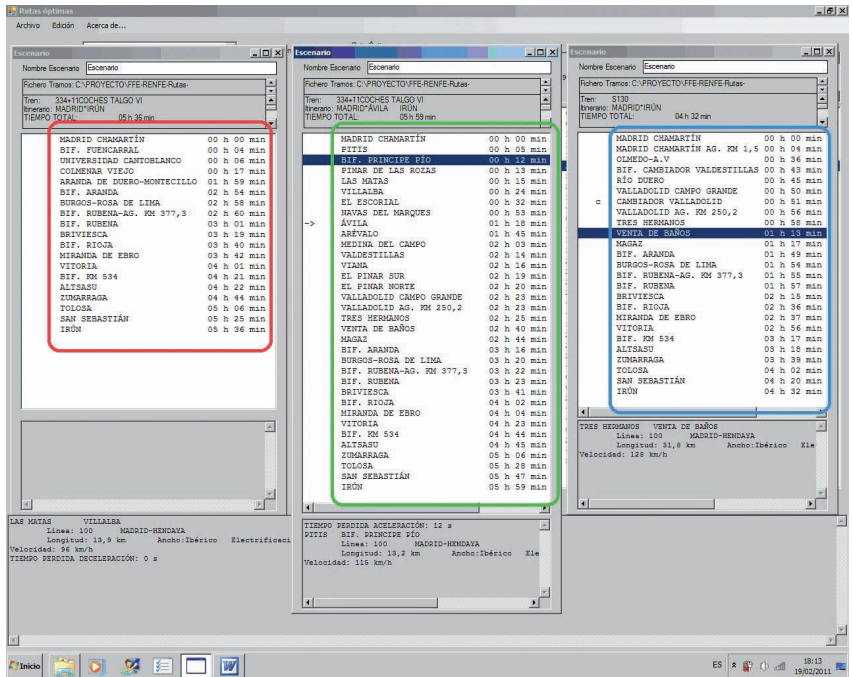 Rutas óptimas
Archivo Edición Acerca de...
Escenario
Nombre Escenario Escenario
Fichero Tramos: C:\PROYECTO\FFE-RENFE-Rutas-
Tren: 334+11COCHES TALGO VI
Itinerario: MADRID*IRÚN
TIEMPO TOTAL: 05 h 36 min
MADRID CHAMARTÍN 00 h 00 min
BIF. FUENCARRAL 00 h 04 min
UNIVERSIDAD CANTOBLANCO 00 h 06 min
COLMENAR VIEJO 00 h 17 min
ARANDA DE DUERO-MONTECILLO 01 h 59 min
BIF. ARANDA 02 h 54 min
BURGOS-ROSA DE LIMA 02 h 58 min
BIF. RUBENA-AG. KM 377,3 02 h 60 min
BIF. RUBENA 03 h 01 min
BRIVIESCA 03 h 19 min
BIF. RIOJA 03 h 40 min
MIRANDA DE EBRO 03 h 42 min
VITORIA 04 h 01 min
BIF. KM 534 04 h 21 min
ALTSASU 04 h 22 min
ZUMARRAGA 04 h 44 min
TOLOSA 05 h 06 min
SAN SEBASTIÁN 05 h 25 min
IRÚN 05 h 36 min
LAS MATAS VILLALBA
Linea: 100 MADRID-HENDAYA
Longitud: 13,9 km Ancho:Ibérico Electrificaci
Velocidad: 96 km/h
TIEMPO PERDIDA DECELERACIÓN: 0 s
Escenario
Nombre Escenario Escenario
Fichero Tramos: C:\PROYECTO\FFE-RENFE-Rutas-
Tren: 334+11COCHES TALGO VI
Itinerario: MADRID*ÁVILA IRÚN
TIEMPO TOTAL: 05 h 59 min
MADRID CHAMARTÍN 00 h 00 min
PITIS 00 h 05 min
BIF. PRINCIPE PÍO 00 h 12 min
PINAR DE LAS ROZAS 00 h 13 min
LAS MATAS 00 h 15 min
VILLALBA 00 h 24 min
EL ESCORIAL 00 h 32 min
NAVAS DEL MARQUES 00 h 53 min
-> ÁVILA 01 h 18 min
ARÉVALO 01 h 45 min
MEDINA DEL CAMPO 02 h 03 min
VALDESTILLAS 02 h 14 min
VIANA 02 h 16 min
EL PINAR SUR 02 h 19 min
EL PINAR NORTE 02 h 20 min
VALLADOLID CAMPO GRANDE 02 h 23 min
VALLADOLID AG. KM 250,2 02 h 23 min
TRES HERMANOS 02 h 25 min
VENTA DE BAÑOS 02 h 40 min
MAGAZ 02 h 44 min
BIF. ARANDA 03 h 16 min
BURGOS-ROSA DE LIMA 03 h 20 min
BIF. RUBENA-AG. KM 377,3 03 h 22 min
BIF. RUBENA 03 h 23 min
BRIVIESCA 03 h 41 min
BIF. RIOJA 04 h 02 min
MIRANDA DE EBRO 04 h 04 min
VITORIA 04 h 23 min
BIF. KM 534 04 h 44 min
ALTSASU 04 h 45 min
ZUMARRAGA 05 h 06 min
TOLOSA 05 h 28 min
SAN SEBASTIÁN 05 h 47 min
IRÚN 05 h 59 min
TIEMPO PERDIDA ACELERACIÓN: 12 s
PITIS BIF. PRINCIPE PÍO
Linea: 100 MADRID-HENDAYA
Longitud: 13,2 km Ancho:Ibérico Ele
Velocidad: 115 km/h
Escenario
Nombre Escenario Escenario
Fichero Tramos: C:\PROYECTO\FFE-RENFE-Rutas-
Tren: S130
Itinerario: MADRID*IRÚN
TIEMPO TOTAL: 04 h 32 min
MADRID CHAMARTÍN 00 h 00 min
MADRID CHAMARTÍN AG. KM 1,5 00 h 04 min
OLMEDO-A.V 00 h 36 min
BIF. CAMBIADOR VALDESTILLAS 00 h 43 min
RÍO DUERO 00 h 45 min
VALLADOLID CAMPO GRANDE 00 h 50 min
c CAMBIADOR VALLADOLID 00 h 51 min
VALLADOLID AG. KM 250,2 00 h 56 min
TRES HERMANOS 00 h 58 min
VENTA DE BAÑOS 01 h 13 min
MAGAZ 01 h 17 min
BIF. ARANDA 01 h 49 min
BURGOS-ROSA DE LIMA 01 h 54 min
BIF. RUBENA-AG. KM 377,3 01 h 55 min
BIF. RUBENA 01 h 57 min
BRIVIESCA 02 h 15 min
BIF. RIOJA 02 h 36 min
MIRANDA DE EBRO 02 h 37 min
VITORIA 02 h 56 min
BIF. KM 534 03 h 17 min
ALTSASU 03 h 18 min
ZUMARRAGA 03 h 39 min
TOLOSA 04 h 02 min
SAN SEBASTIÁN 04 h 20 min
IRÚN 04 h 32 min
TRES HERMANOS VENTA DE BAÑOS
Linea: 100 MADRID-HENDAYA
Longitud: 31,8 km Ancho:Ibérico Ele
Velocidad: 128 km/h
Inicio
ES
18:13
19/02/2011